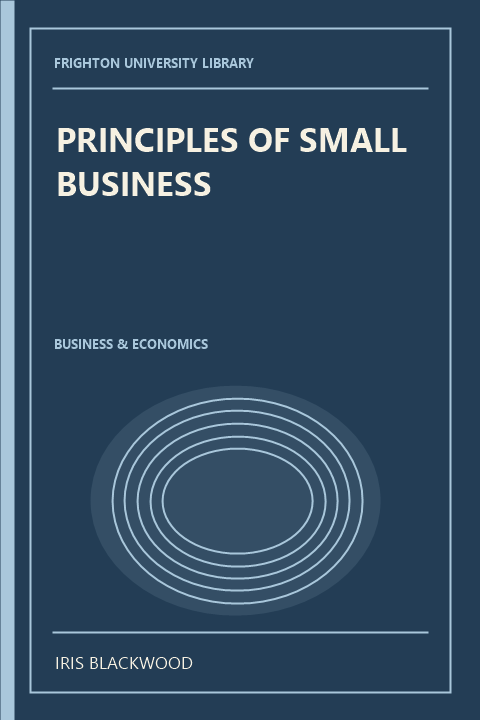 FRIGHTON UNIVERSITY LIBRARY
PRINCIPLES OF SMALL
BUSINESS
BUSINESS & ECONOMICS
IRIS BLACKWOOD